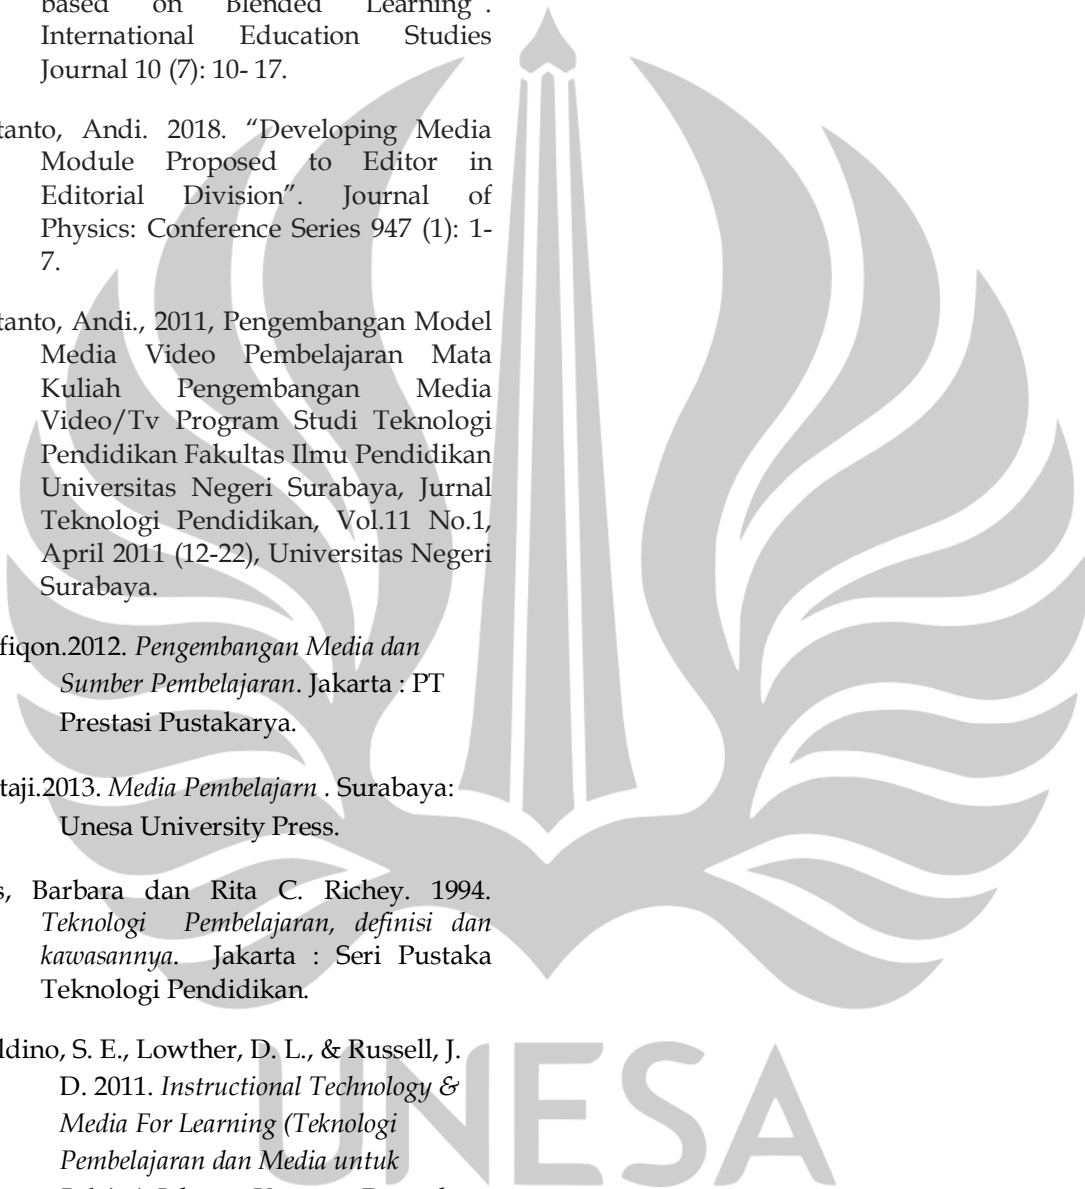 based on Blended Learning".
International Education Studies
Journal 10 (7): 10- 17.
tanto, Andi. 2018. “Developing Media
Module Proposed to Editor in
Editorial Division”. Journal of
Physics: Conference Series 947 (1): 1-
7.
tanto, Andi., 2011, Pengembangan Model
Media Video Pembelajaran Mata
Kuliah Pengembangan Media
Video/Tv Program Studi Teknologi
Pendidikan Fakultas Ilmu Pendidikan
Universitas Negeri Surabaya, Jurnal
Teknologi Pendidikan, Vol.11 No.1,
April 2011 (12-22), Universitas Negeri
Surabaya.
fiqon.2012. Pengembangan Media dan
Sumber Pembelajaran. Jakarta : PT
Prestasi Pustakarya.
taji.2013. Media Pembelajarn . Surabaya:
Unesa University Press.
s, Barbara dan Rita C. Richey. 1994.
Teknologi Pembelajaran, definisi dan
kawasannya. Jakarta : Seri Pustaka
Teknologi Pendidikan.
ldino, S. E., Lowther, D. L., & Russell, J.
D. 2011. Instructional Technology &
Media For Learning (Teknologi
Pembelajaran dan Media untuk
UNESA